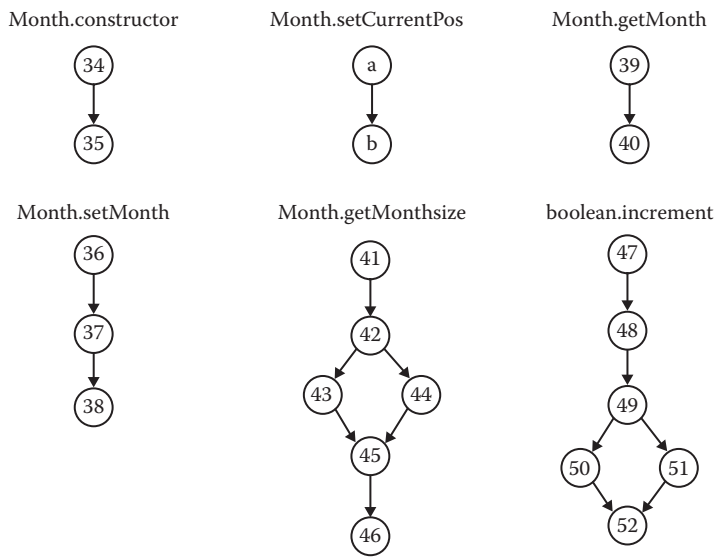 Month.constructor
34
35
Month.setCurrentPos
a
b
Month.getMonth
39
40
Month.setMonth
36
37
38
Month.getMonthsize
41
42
43 44
45
46
boolean.increment
47
48
49
50 51
52